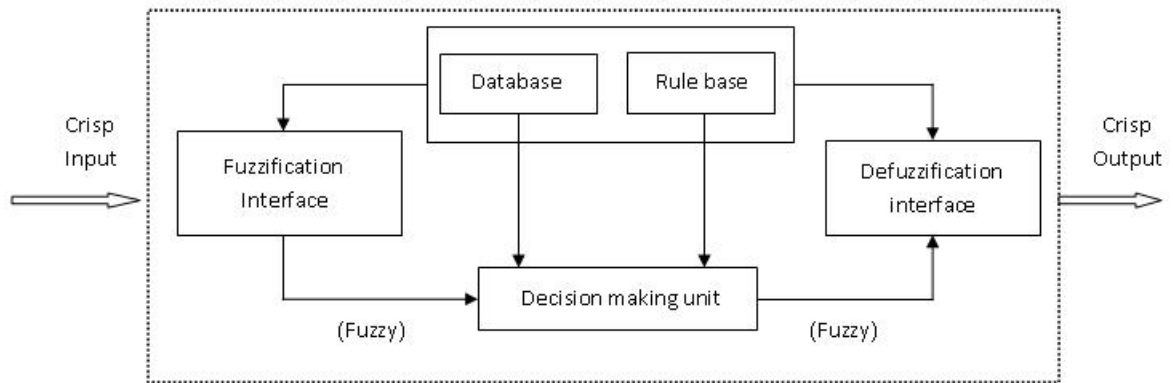 Database
Rule base
Crisp
Input
Fuzzification
Interface
Defuzzification
interface
Crisp
Output
Decision making unit
(Fuzzy)
(Fuzzy)